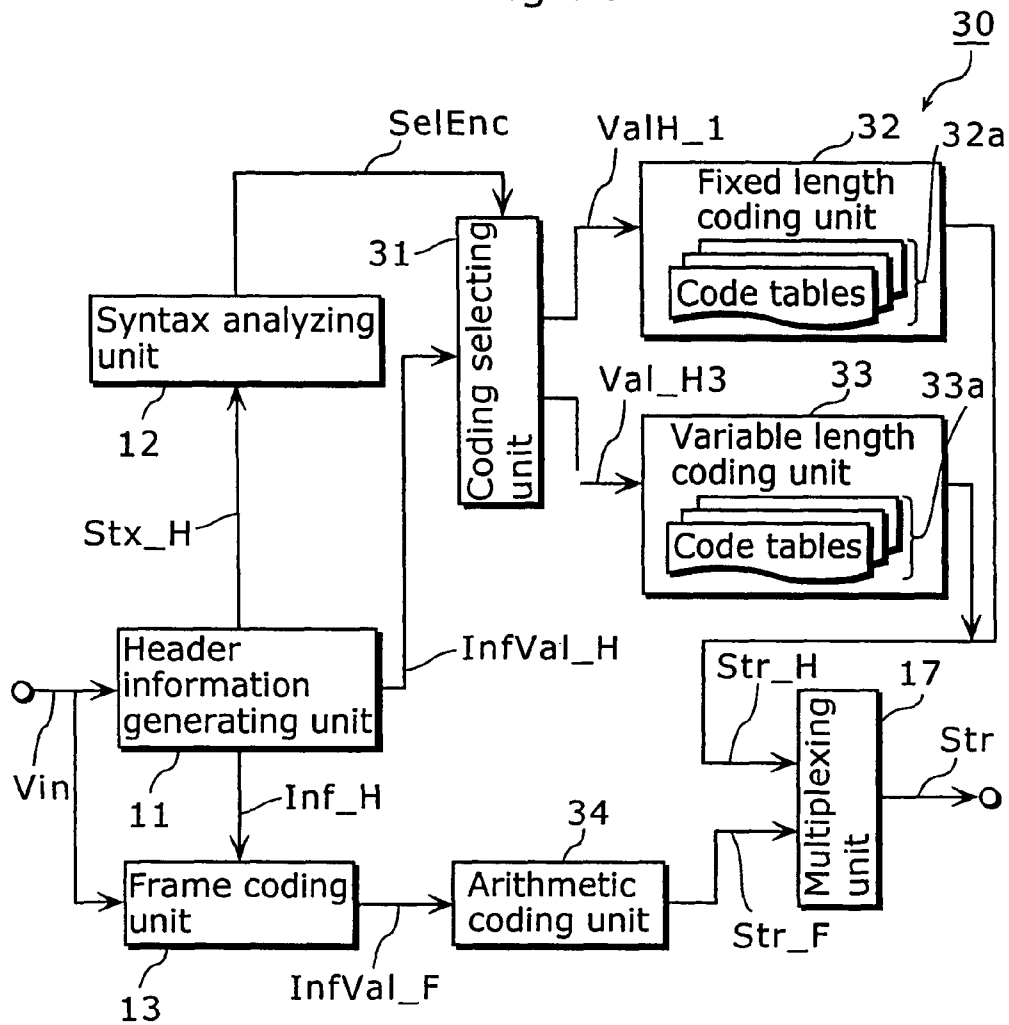 30
SelEnc
ValH_1
32
32a
Fixed length
coding unit
Code tables
31
Coding selecting
unit
Syntax analyzing
unit
12
Val_H3
33
33a
Variable length
coding unit
Code tables
Stx_H
Header
information
generating unit
InfVal_H
Str_H
17
Multiplexing
unit
Str
Vin
11
Inf_H
34
Frame coding
unit
Arithmetic
coding unit
Str_F
InfVal_F
13